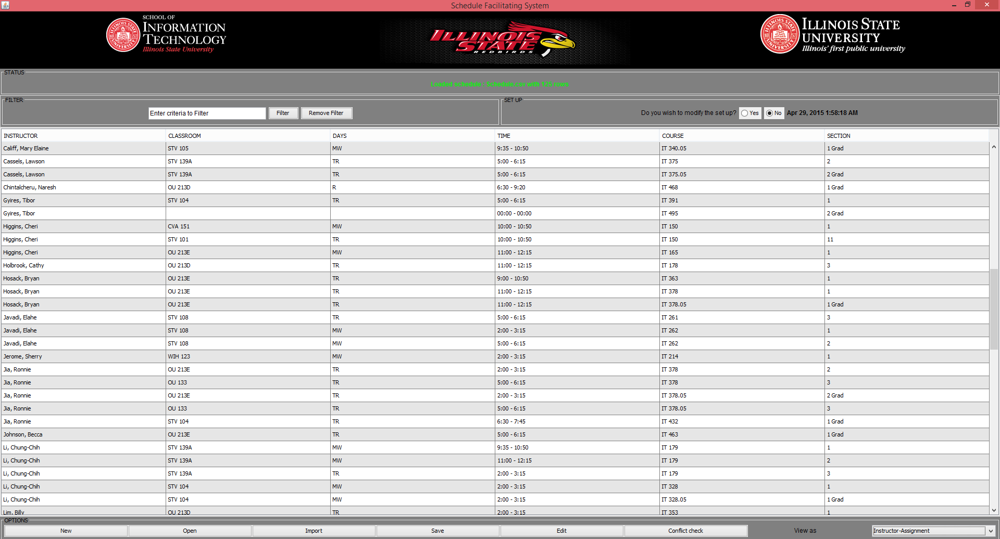 Schedule Facilitating System
SCHOOL OF
INFORMATION
TECHNOLOGY
Illinois State University
ILLINOIS
STATE
REDBIRDS
ILLINOIS STATE
UNIVERSITY
Illinois' first public university
STATUS
Loaded schedule : Schedule.csv with 125 rows
FILTER
Enter criteria to Filter Filter Remove Filter
SET UP
Do you wish to modify the set up? Yes No Apr 29, 2015 1:58:18 AM
INSTRUCTOR CLASSROOM DAYS TIME COURSE SECTION
Califf, Mary Elaine STV 105 MW 9:35 - 10:50 IT 340.05 1 Grad
Cassels, Lawson STV 139A TR 5:00 - 6:15 IT 375 2
Cassels, Lawson STV 139A TR 5:00 - 6:15 IT 375.05 2 Grad
Chintalcheru, Naresh OU 213D R 6:30 - 9:20 IT 468 1 Grad
Gyires, Tibor STV 104 TR 5:00 - 6:15 IT 391 1
Gyires, Tibor 00:00 - 00:00 IT 495 2 Grad
Higgins, Cheri CVA 151 MW 10:00 - 10:50 IT 150 1
Higgins, Cheri STV 101 TR 10:00 - 10:50 IT 150 11
Higgins, Cheri OU 213E MW 11:00 - 12:15 IT 165 1
Holbrook, Cathy OU 213D TR 11:00 - 12:15 IT 178 3
Hosack, Bryan OU 213E TR 9:00 - 10:50 IT 363 1
Hosack, Bryan OU 213E TR 11:00 - 12:15 IT 378 1
Hosack, Bryan OU 213E TR 11:00 - 12:15 IT 378.05 1 Grad
Javadi, Elahe STV 108 TR 5:00 - 6:15 IT 261 3
Javadi, Elahe STV 108 MW 2:00 - 3:15 IT 262 1
Javadi, Elahe STV 108 MW 5:00 - 6:15 IT 262 2
Jerome, Sherry WIH 123 MW 2:00 - 3:15 IT 214 1
Jia, Ronnie OU 213E TR 2:00 - 3:15 IT 378 2
Jia, Ronnie OU 133 TR 5:00 - 6:15 IT 378 3
Jia, Ronnie OU 213E TR 2:00 - 3:15 IT 378.05 2 Grad
Jia, Ronnie OU 133 TR 5:00 - 6:15 IT 378.05 3
Jia, Ronnie STV 104 TR 6:30 - 7:45 IT 432 1 Grad
Johnson, Becca OU 213E TR 5:00 - 6:15 IT 463 1 Grad
Li, Chung-Chih STV 139A MW 9:35 - 10:50 IT 179 1
Li, Chung-Chih STV 139A MW 11:00 - 12:15 IT 179 2
Li, Chung-Chih STV 139A TR 2:00 - 3:15 IT 179 3
Li, Chung-Chih STV 104 MW 2:00 - 3:15 IT 328 1
Li, Chung-Chih STV 104 MW 2:00 - 3:15 IT 328.05 1 Grad
Lim, Billy OU 213D TR 2:00 - 3:15 IT 353 1
OPTIONS
New Open Import Save Edit Conflict check View as Instructor-Assignment